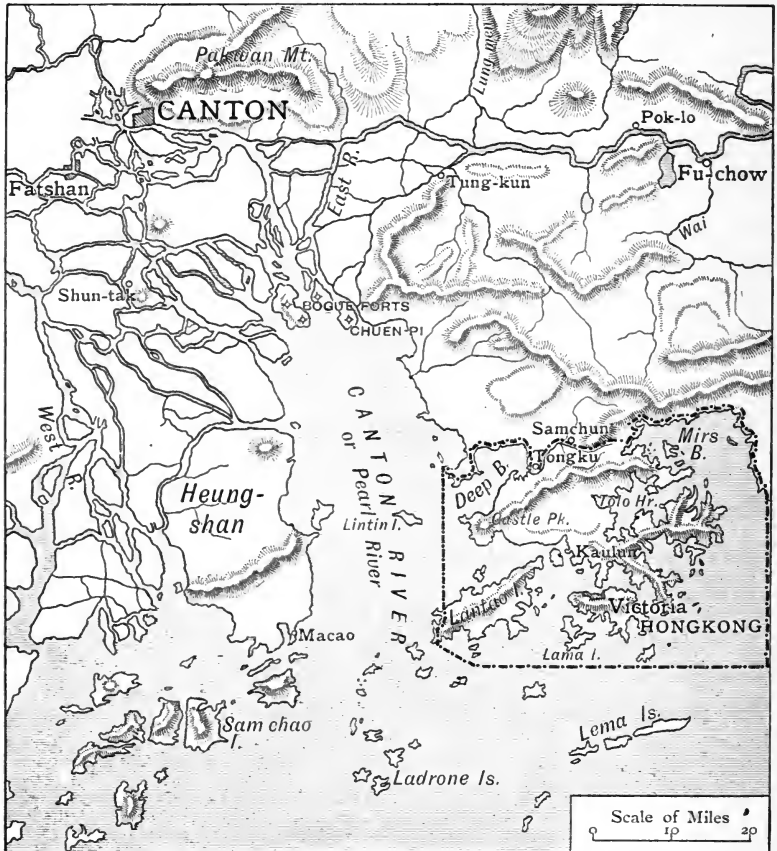 Pakwan Mt.
Lung-men
CANTON
Pok-lo
Fatshan
East R.
Tung-kun
Fu-chow
Wai
Shun-tak
BOGUE FORTS
CHUEN-PI
West R.
CANTON RIVER
or Pearl River
Samchun
Mirs
B.
Deep B.
Tongku
Heung-
shan
Lintin I.
Castle Pk.
Tolo Hr.
Kaulun
Lantao I.
Victoria
HONGKONG
Macao
Lama I.
Sam chao
I.
Lema Is.
Ladrone Is.
Scale of Miles
0 10 20